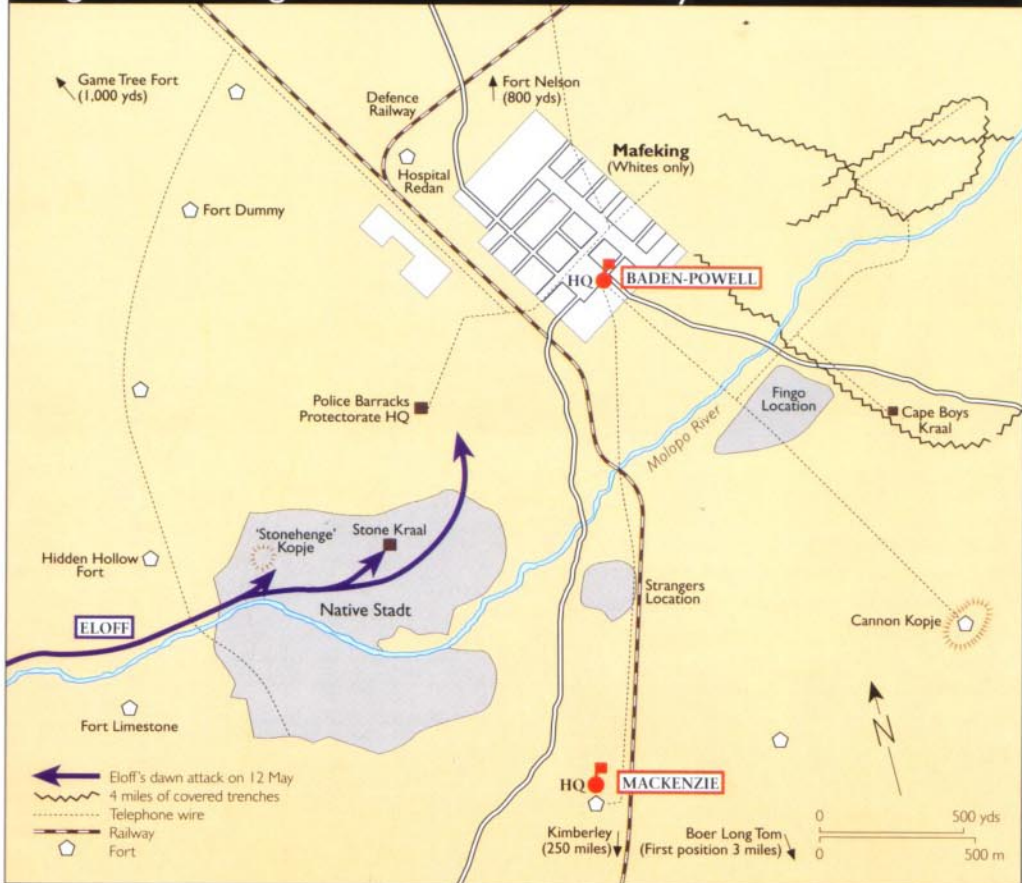 Game Tree Fort
(1,000 yds)
Defence
Railway
Fort Nelson
(800 yds)
Mafeking
(Whites only)
Hospital
Redan
Fort Dummy
HQ
BADEN-POWELL
Police Barracks
Protectorate HQ
Fingo
Location
Cape Boys
Kraal
Molopo River
'Stonehenge'
Kopje
Stone Kraal
Hidden Hollow
Fort
Native Stadt
Strangers
Location
ELOFF
Cannon Kopje
Fort Limestone
N
HQ
MACKENZIE
Kimberley
(250 miles)
Boer Long Tom
(First position 3 miles)
Eloff's dawn attack on 12 May
4 miles of covered trenches
Telephone wire
Railway
Fort
0 500 yds
0 500 m